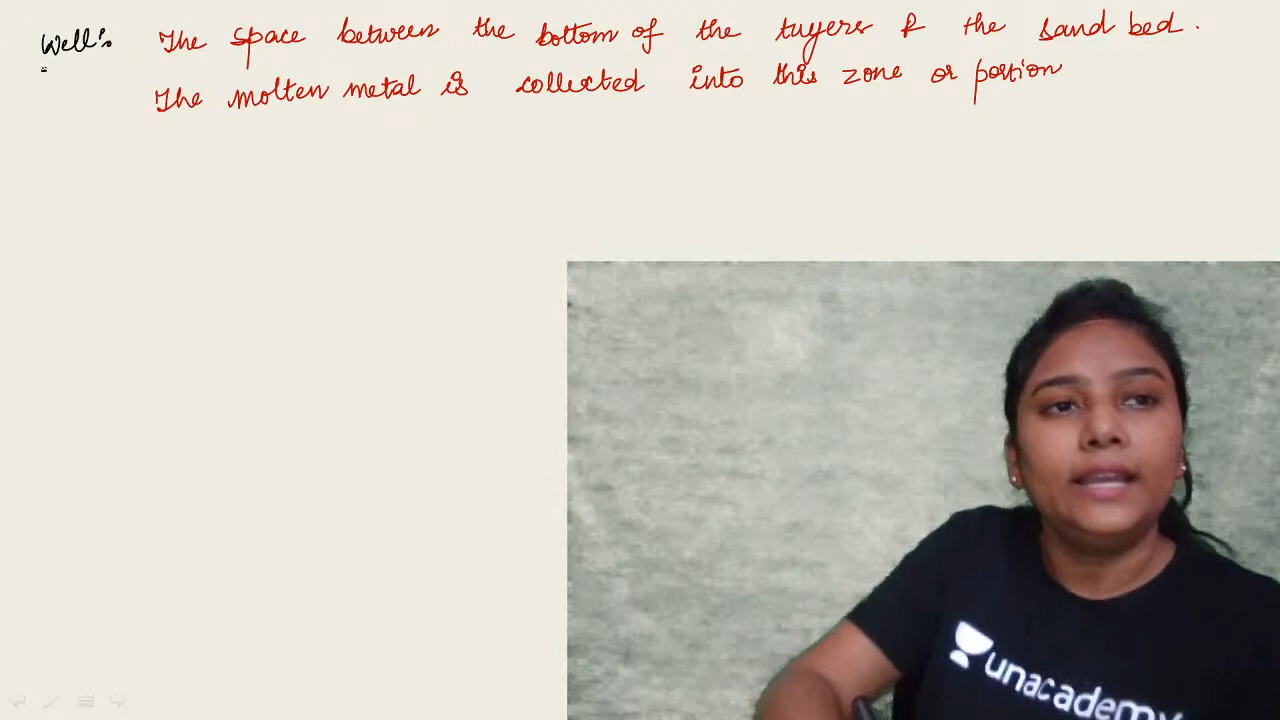 Well:- The space between the bottom of the tuyers & the sand bed.
The molten metal is collected into this zone or portion
unacademy